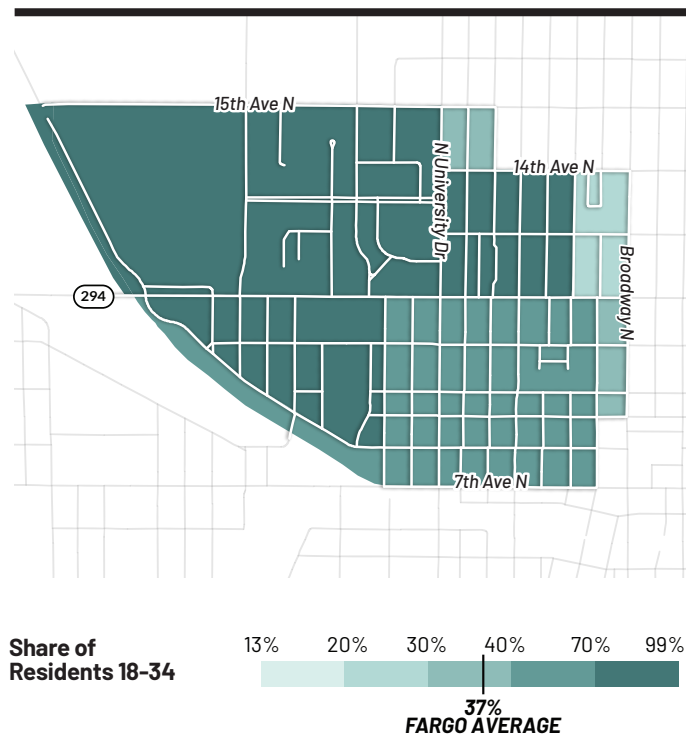 15th Ave N
14th Ave N
N University Dr
Broadway N
294
7th Ave N
Share of
Residents 18-34
13% 20% 30% 40% 70% 99%
37%
FARGO AVERAGE